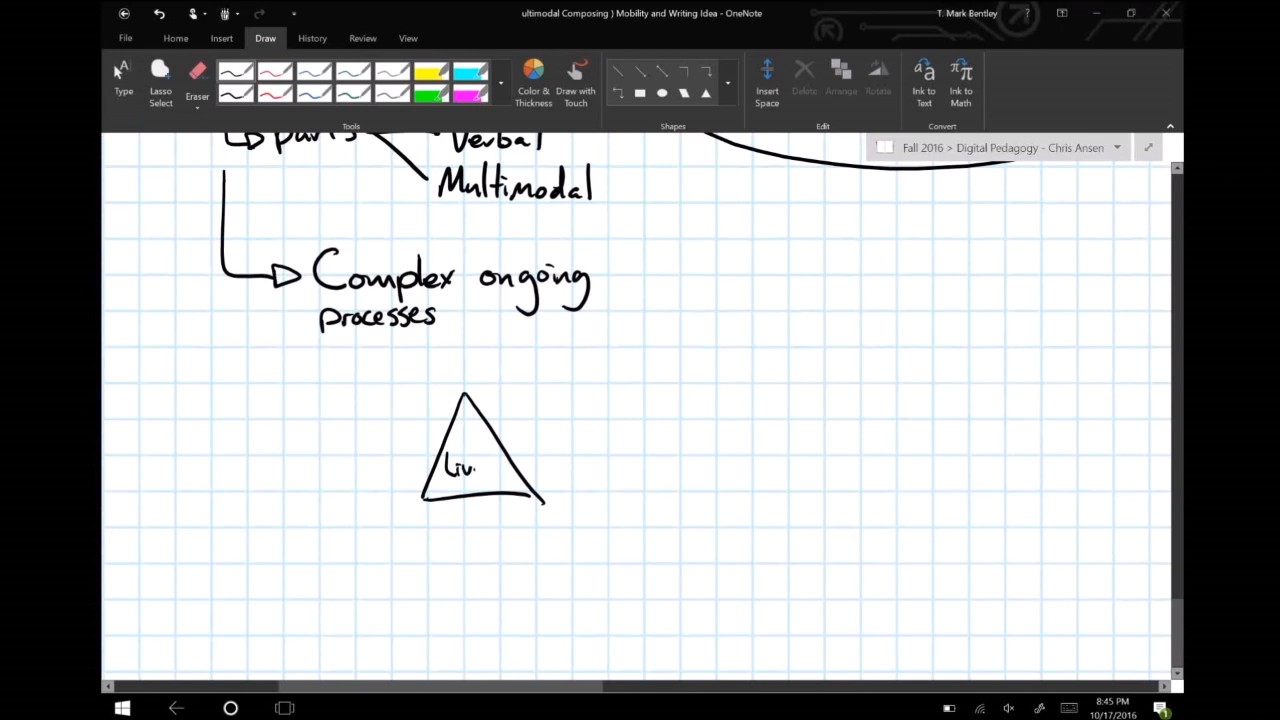 ultimodal Composing ) Mobility and Writing Idea - OneNote
T. Mark Bentley
?
File Home Insert Draw History Review View
Type
Lasso Select
Eraser
Color & Thickness
Draw with Touch
Insert Space
Delete
Arrange
Rotate
Ink to Text
Ink to Math
Tools
Shapes
Edit
Convert
Fall 2016 > Digital Pedagogy - Chris Ansen
parts
Verbal
Multimodal
Complex ongoing
processes
Liv.
8:45 PM
10/17/2016